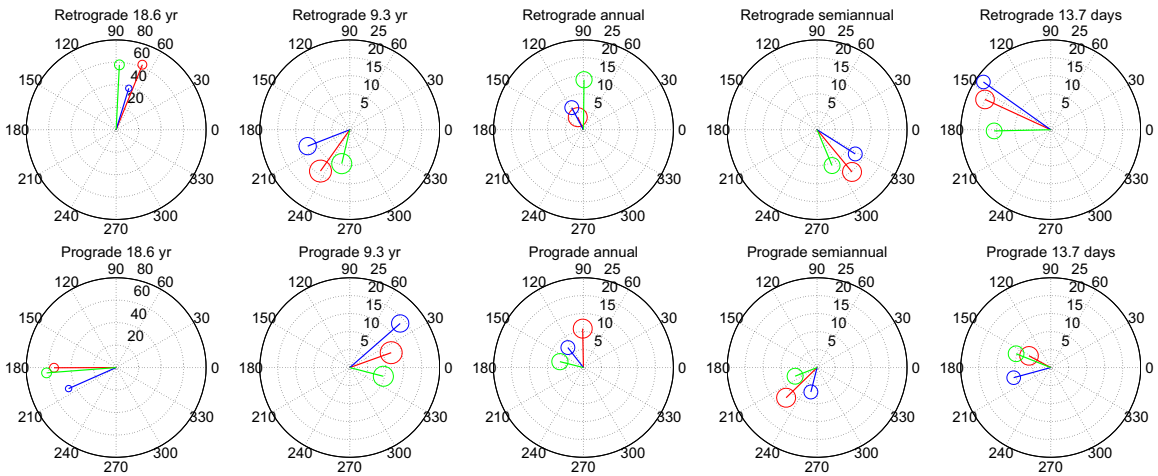 Retrograde 18.6 yr
90 80
120 60
60
150 40 30
20
180 0
210 330
240 300
270
Retrograde 9.3 yr
90 25
120 20 60
15
150 10 30
5
180 0
210 330
240 300
270
Retrograde annual
90 25
120 20 60
15
150 10 30
5
180 0
210 330
240 300
270
Retrograde semiannual
90 25
120 20 60
15
150 10 30
5
180 0
210 330
240 300
270
Retrograde 13.7 days
90 25
120 20 60
15
150 10 30
5
180 0
210 330
240 300
270
Prograde 18.6 yr
90 80
120 60
60
150 40 30
20
180 0
210 330
240 300
270
Prograde 9.3 yr
90 25
120 20 60
15
150 10 30
5
180 0
210 330
240 300
270
Prograde annual
90 25
120 20 60
15
150 10 30
5
180 0
210 330
240 300
270
Prograde semiannual
90 25
120 20 60
15
150 10 30
5
180 0
210 330
240 300
270
Prograde 13.7 days
90 25
120 20 60
15
150 10 30
5
180 0
210 330
240 300
270